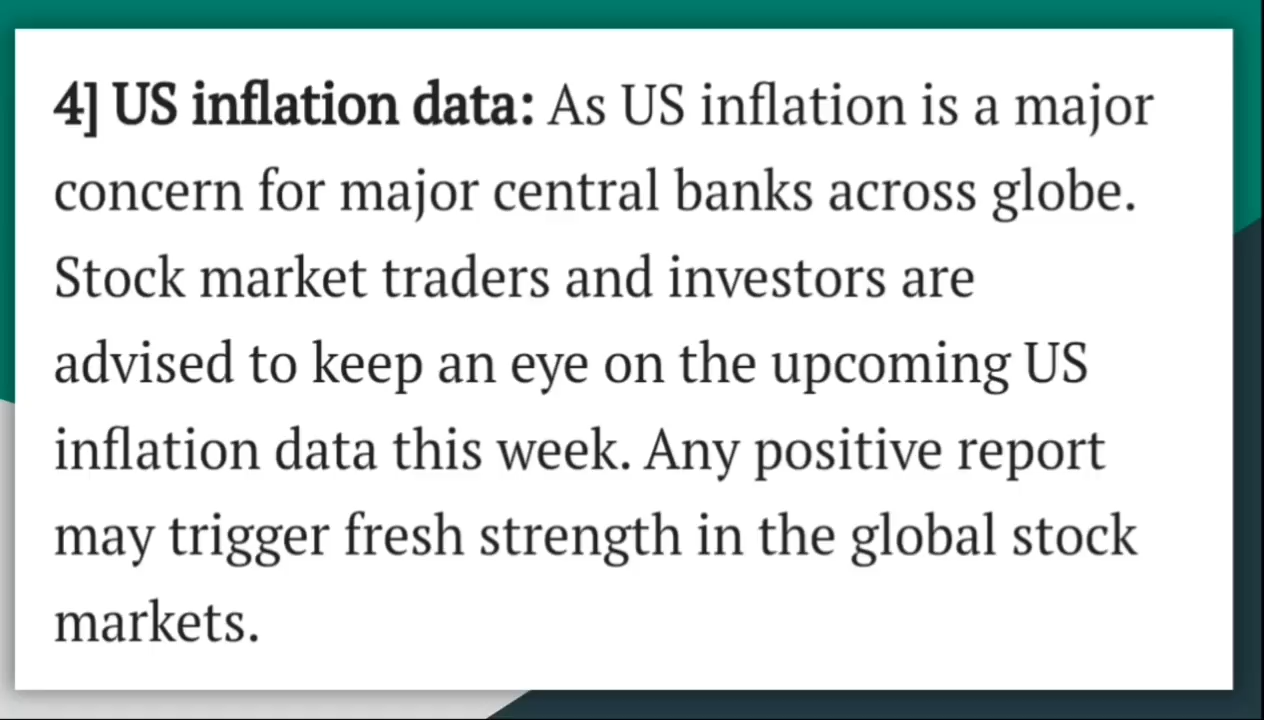 4] US inflation data: As US inflation is a major
concern for major central banks across globe.
Stock market traders and investors are
advised to keep an eye on the upcoming US
inflation data this week. Any positive report
may trigger fresh strength in the global stock
markets.